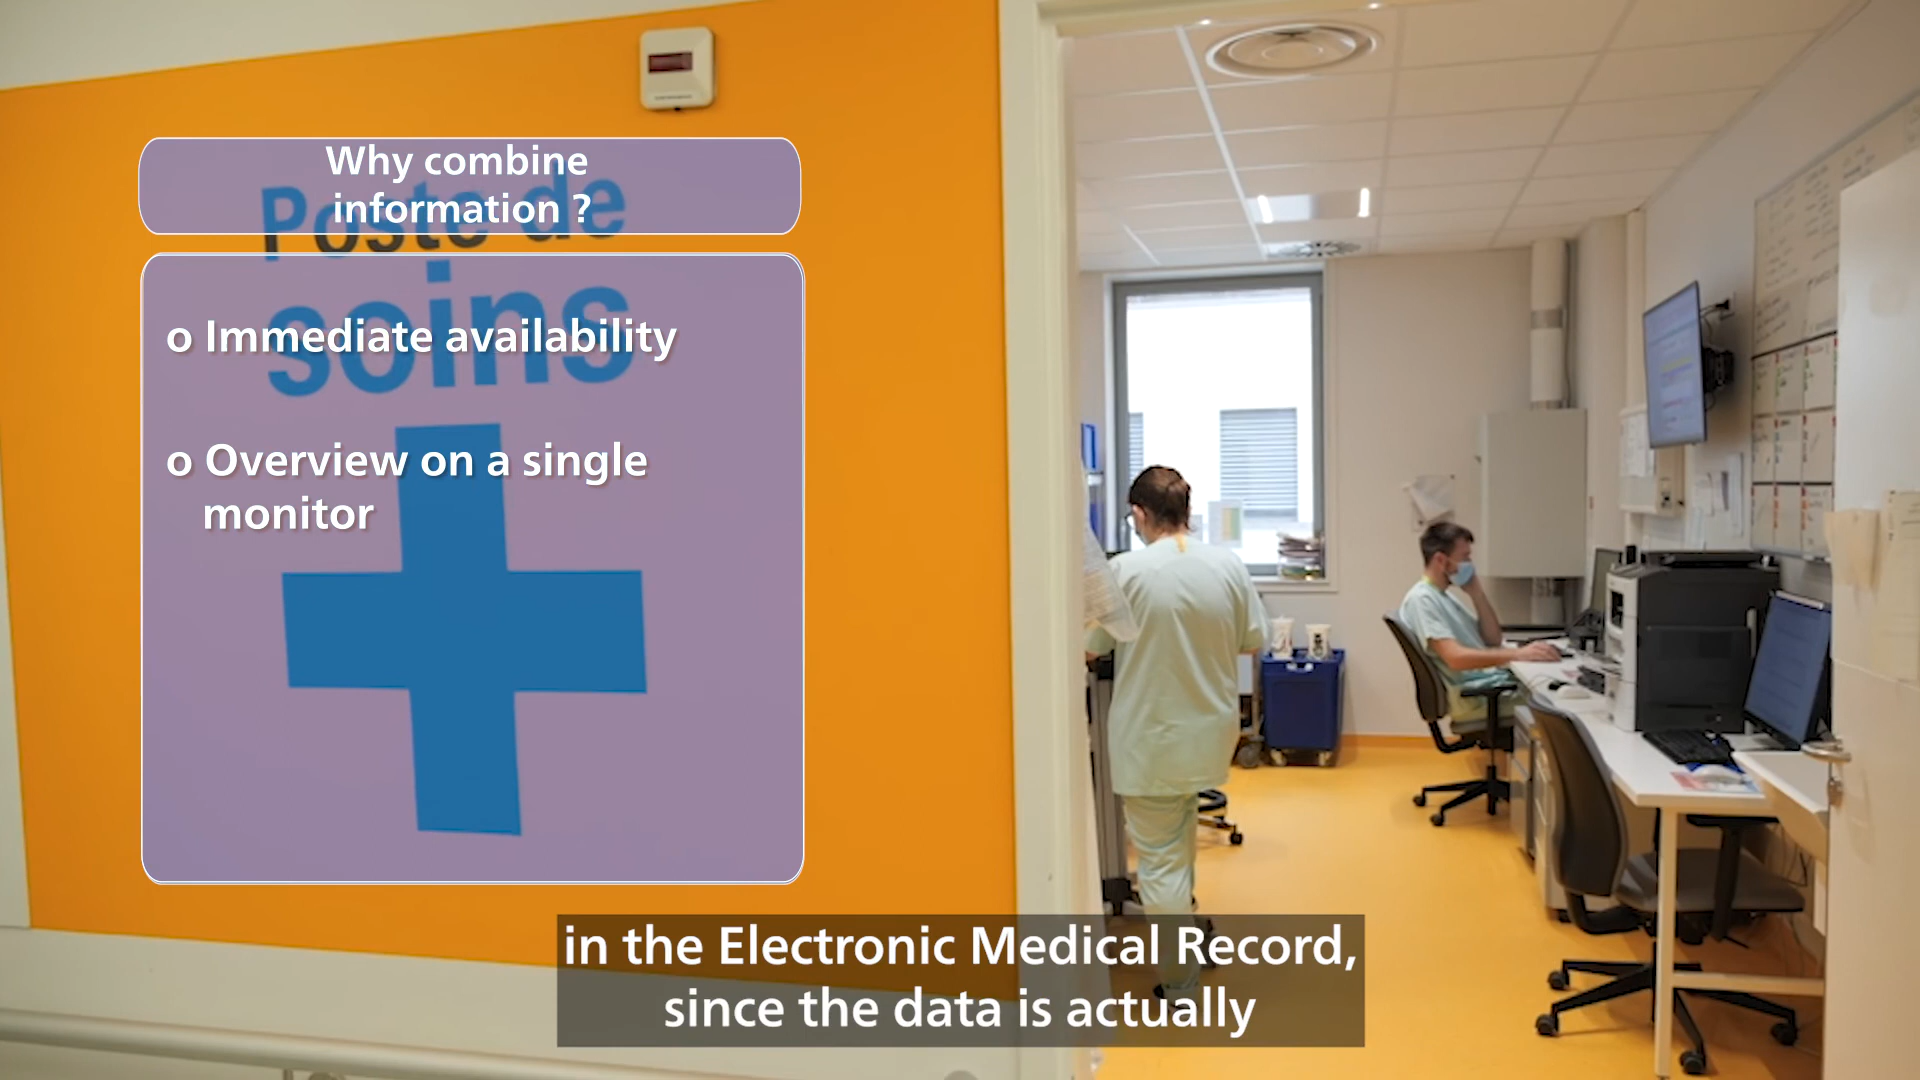 Why combine
information ?
Poste de
soins
o Immediate availability
o Overview on a single
monitor
in the Electronic Medical Record,
since the data is actually